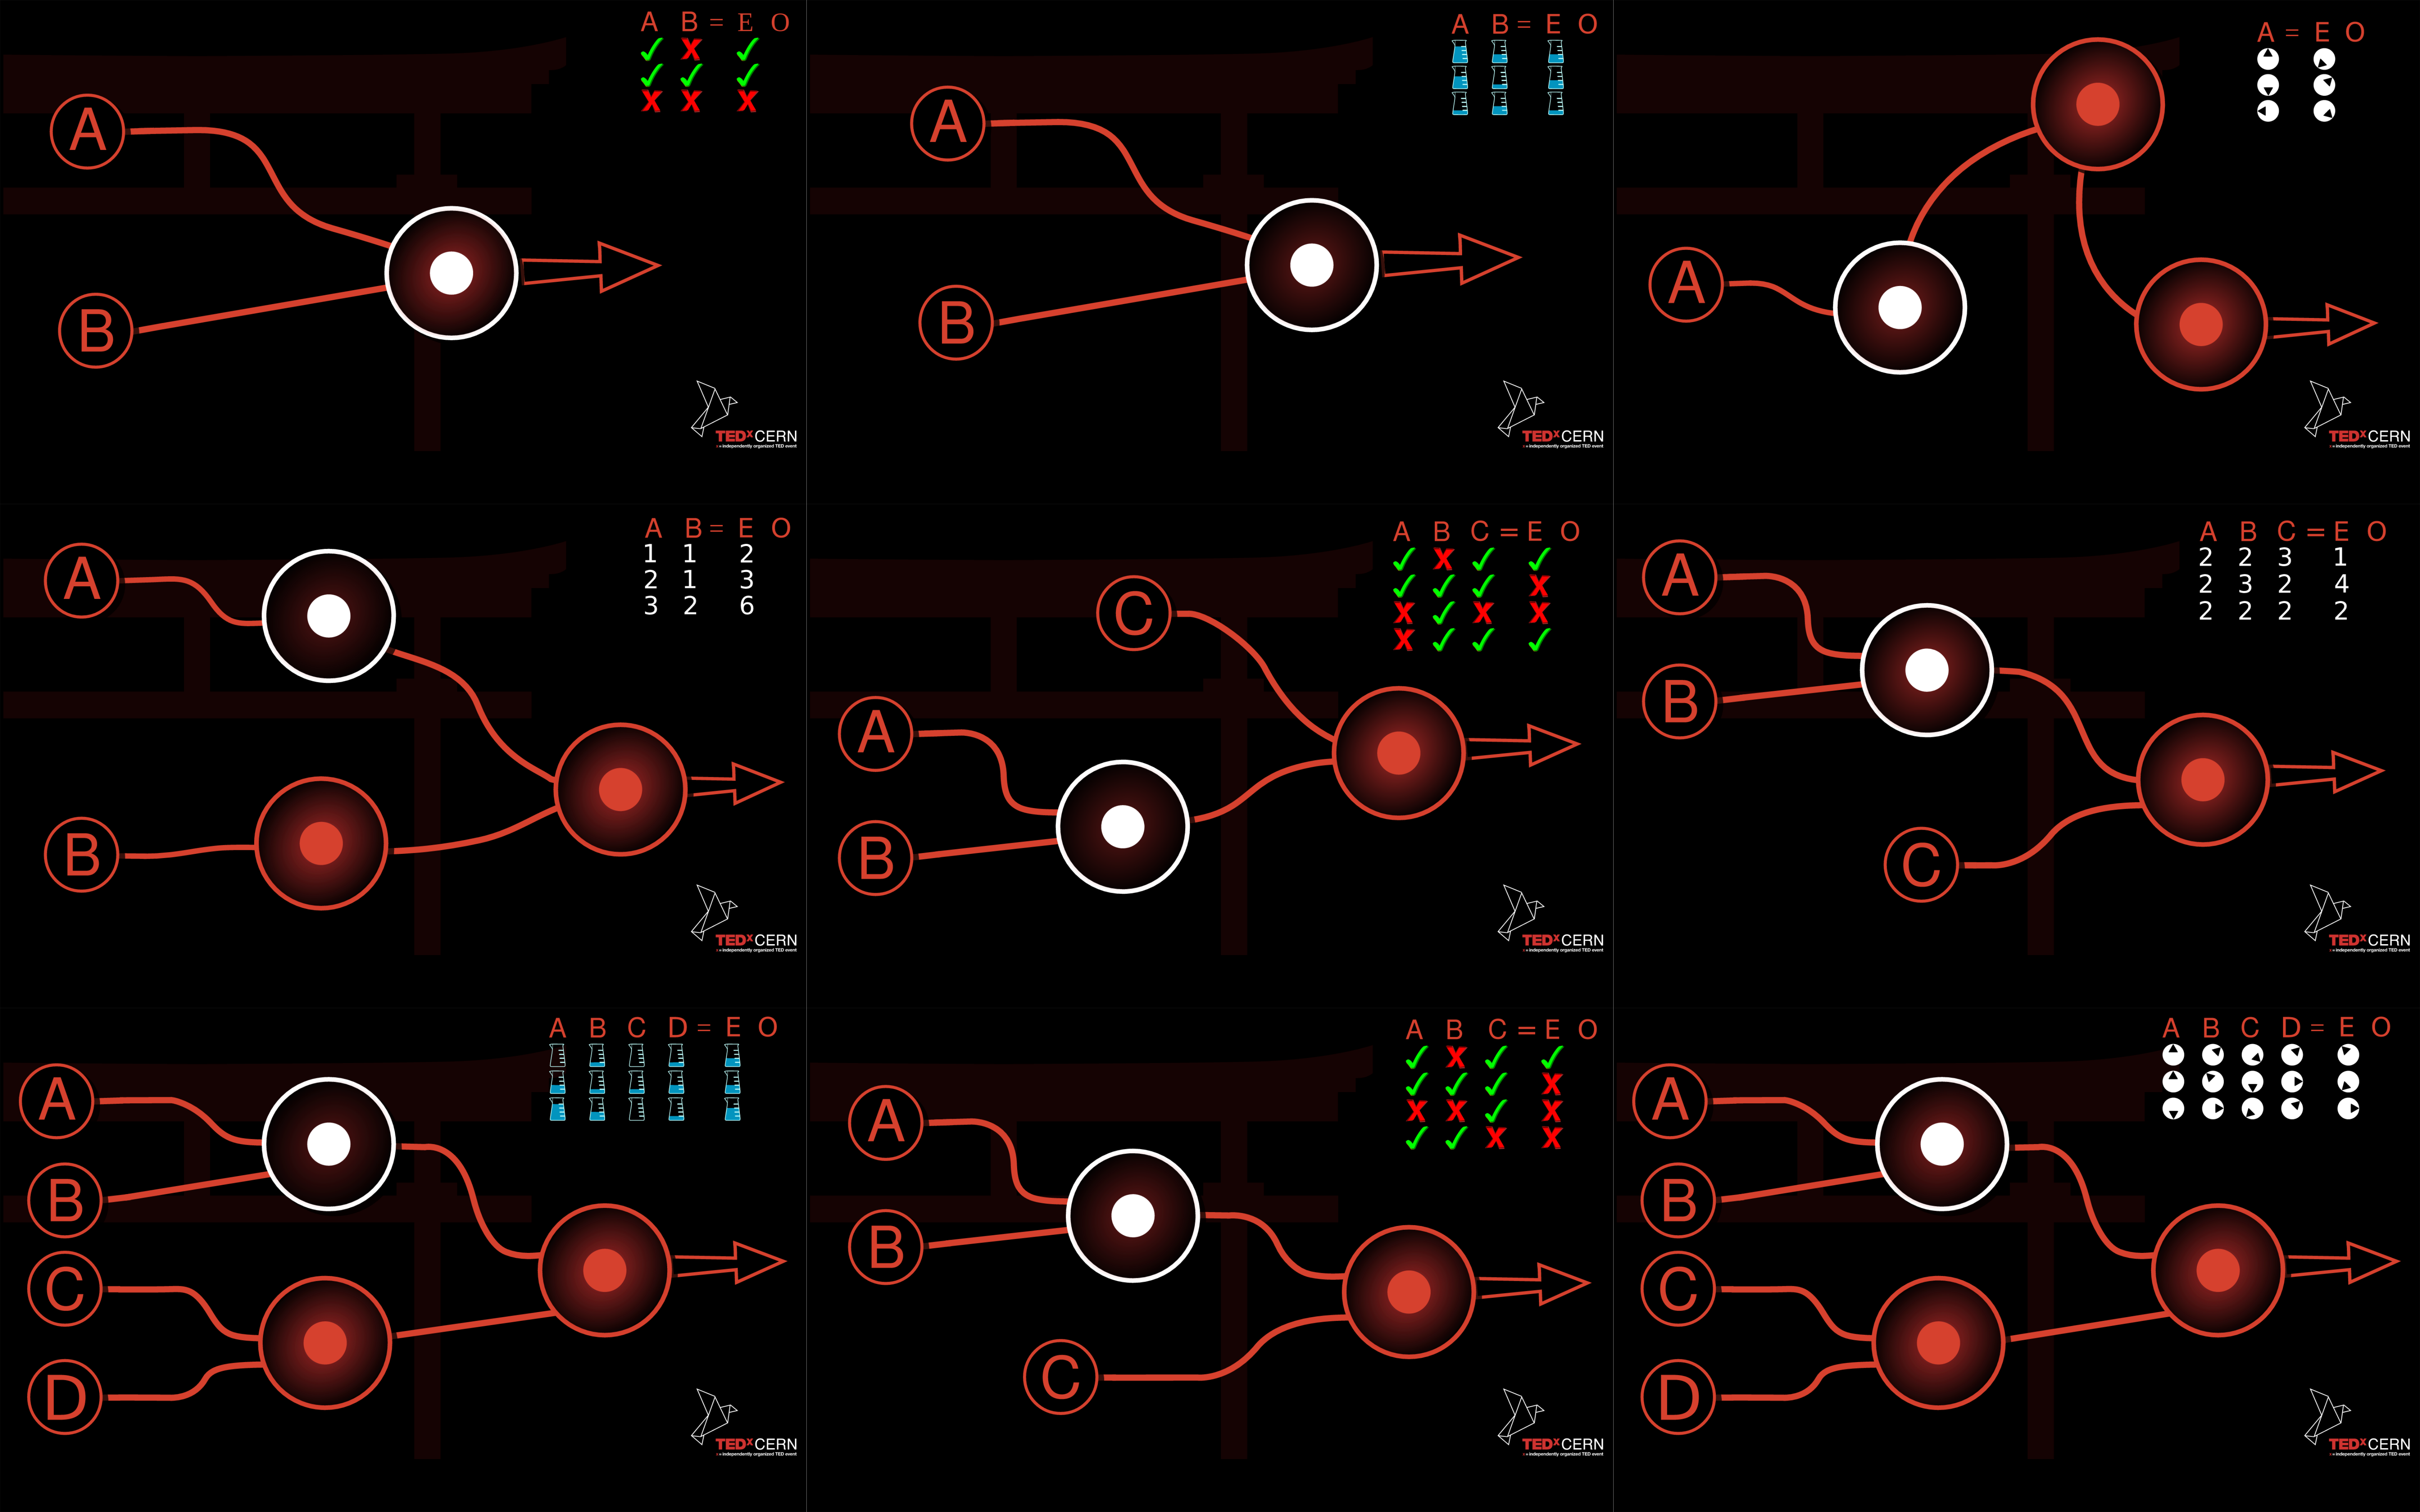 A B = E O
✓ X ✓
✓ ✓ ✓
X X X
A
B
TEDxCERN
x = independently organized TED event
A B = E O
A
B
TEDxCERN
x = independently organized TED event
A = E O
A
TEDxCERN
x = independently organized TED event
A B = E O
1 1 2
2 1 3
3 2 6
A
B
TEDxCERN
x = independently organized TED event
A B C = E O
✓ X ✓ ✓
✓ ✓ ✓ X
X ✓ X X
X ✓ ✓ ✓
C
A
B
TEDxCERN
x = independently organized TED event
A B C = E O
2 2 3 1
2 3 2 4
2 2 2 2
A
B
C
TEDxCERN
x = independently organized TED event
A B C D = E O
A
B
C
D
TEDxCERN
x = independently organized TED event
A B C = E O
✓ X ✓ ✓
✓ ✓ ✓ X
X X ✓ X
✓ ✓ X X
A
B
C
TEDxCERN
x = independently organized TED event
A B C D = E O
A
B
C
D
TEDxCERN
x = independently organized TED event